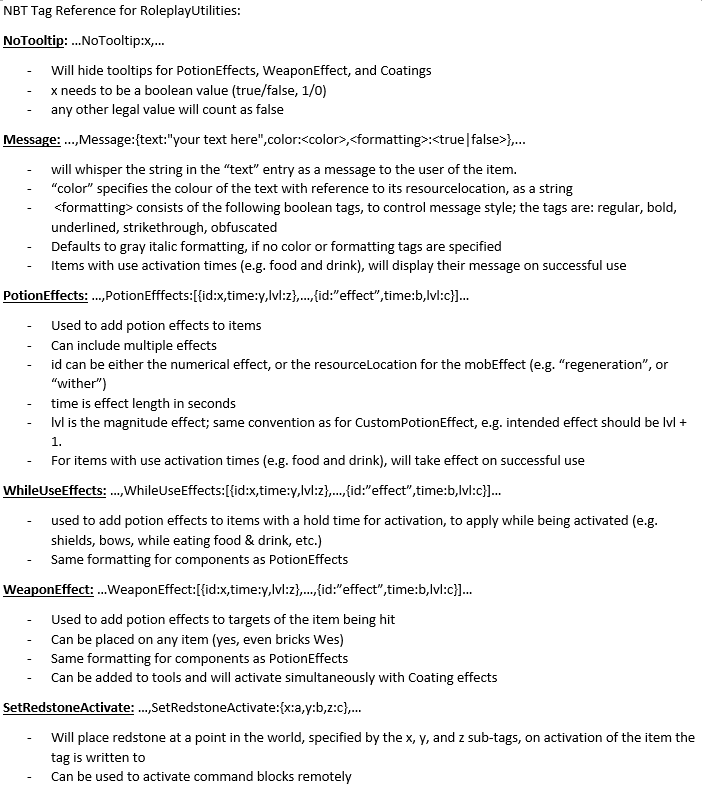 NBT Tag Reference for RoleplayUtilities:
NoTooltip: ...NoTooltip:x,...
- Will hide tooltips for PotionEffects, WeaponEffect, and Coatings
- x needs to be a boolean value (true/false, 1/0)
- any other legal value will count as false
Message: ...,Message:{text:"your text here",color:<color>,<formatting>:<true|false>},...
- will whisper the string in the “text” entry as a message to the user of the item.
- “color” specifies the colour of the text with reference to its resourcelocation, as a string
- <formatting> consists of the following boolean tags, to control message style; the tags are: regular, bold,
underlined, strikethrough, obfuscated
- Defaults to gray italic formatting, if no color or formatting tags are specified
- Items with use activation times (e.g. food and drink), will display their message on successful use
PotionEffects: ...,PotionEfffects:[{id:x,time:y,lvl:z},...,{id:”effect”,time:b,lvl:c}]...
- Used to add potion effects to items
- Can include multiple effects
- id can be either the numerical effect, or the resourceLocation for the mobEffect (e.g. “regeneration”, or
“wither”)
- time is effect length in seconds
- lvl is the magnitude effect; same convention as for CustomPotionEffect, e.g. intended effect should be lvl +
1.
- For items with use activation times (e.g. food and drink), will take effect on successful use
WhileUseEffects: ...,WhileUseEffects:[{id:x,time:y,lvl:z},...,{id:”effect”,time:b,lvl:c}]...
- used to add potion effects to items with a hold time for activation, to apply while being activated (e.g.
shields, bows, while eating food & drink, etc.)
- Same formatting for components as PotionEffects
WeaponEffect: ...WeaponEffect:[{id:x,time:y,lvl:z},...,{id:”effect”,time:b,lvl:c}]...
- Used to add potion effects to targets of the item being hit
- Can be placed on any item (yes, even bricks Wes)
- Same formatting for components as PotionEffects
- Can be added to tools and will activate simultaneously with Coating effects
SetRedstoneActivate: ...,SetRedstoneActivate:{x:a,y:b,z:c},...
- Will place redstone at a point in the world, specified by the x, y, and z sub-tags, on activation of the item the
tag is written to
- Can be used to activate command blocks remotely